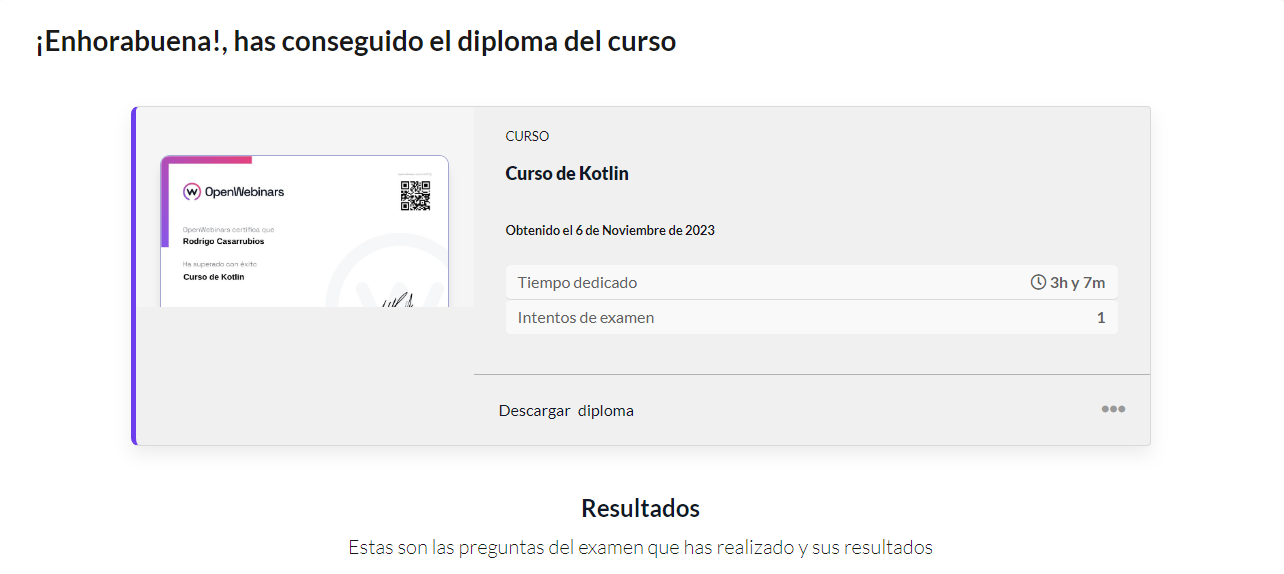 ¡Enhorabuena!, has conseguido el diploma del curso
OpenWebinars
OpenWebinars certifica que
Rodrigo Casarrubios
Ha superado con éxito
Curso de Kotlin
CURSO
Curso de Kotlin
Obtenido el 6 de Noviembre de 2023
Tiempo dedicado 3h y 7m
Intentos de examen 1
Descargar diploma
Resultados
Estas son las preguntas del examen que has realizado y sus resultados